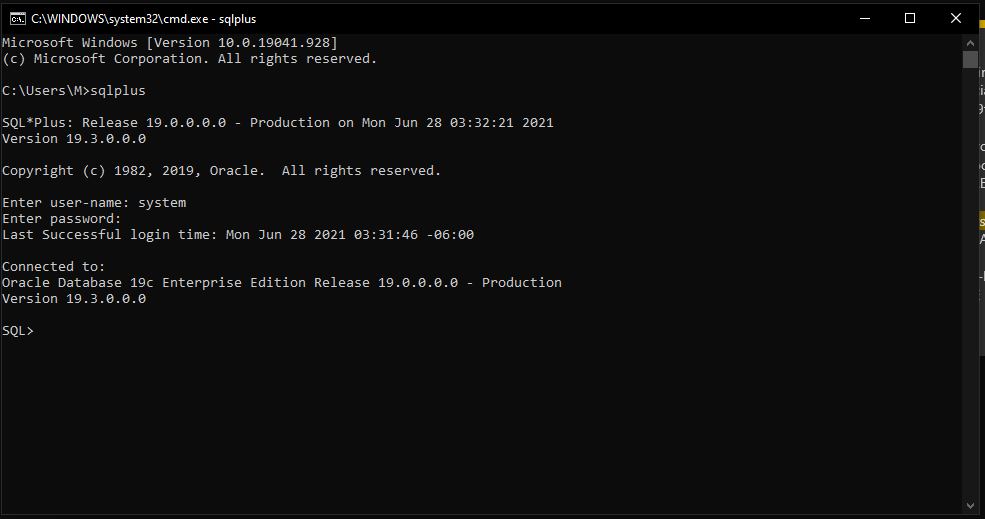 C:\WINDOWS\system32\cmd.exe - sqlplus
Microsoft Windows [Version 10.0.19041.928]
(c) Microsoft Corporation. All rights reserved.
C:\Users\M>sqlplus
SQL*Plus: Release 19.0.0.0.0 - Production on Mon Jun 28 03:32:21 2021
Version 19.3.0.0.0
Copyright (c) 1982, 2019, Oracle.  All rights reserved.
Enter user-name: system
Enter password:
Last Successful login time: Mon Jun 28 2021 03:31:46 -06:00
Connected to:
Oracle Database 19c Enterprise Edition Release 19.0.0.0.0 - Production
Version 19.3.0.0.0
SQL>